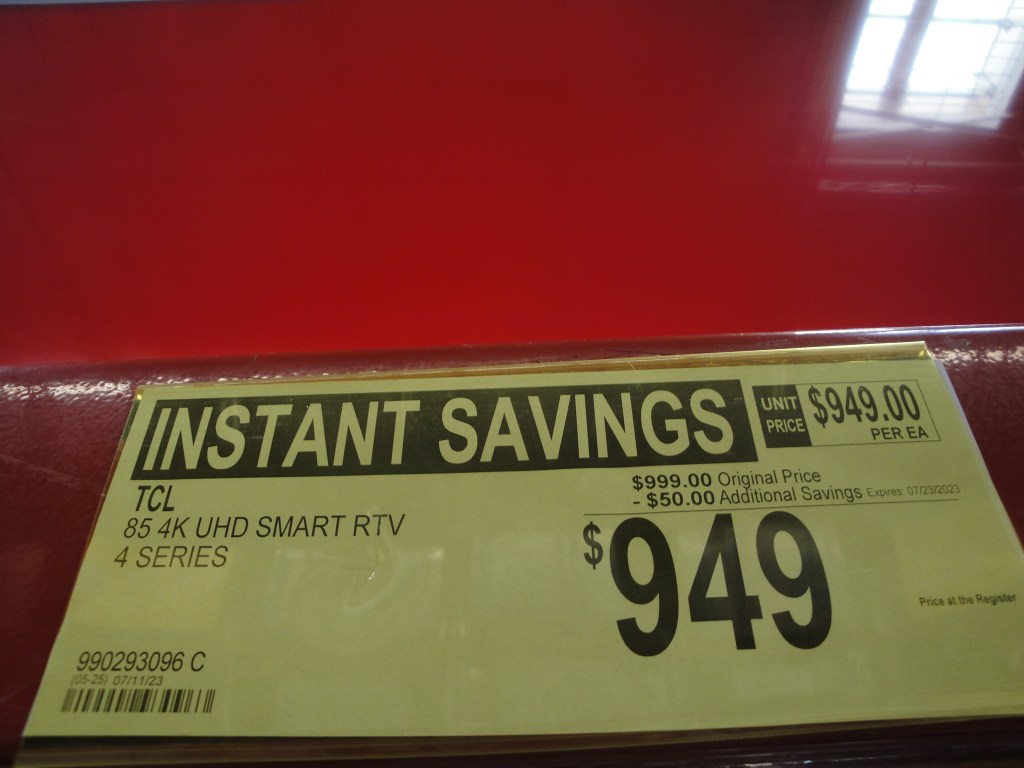 INSTANT SAVINGS
UNIT PRICE
$949.00
PER EA
TCL
85 4K UHD SMART RTV
4 SERIES
$999.00 Original Price
- $50.00 Additional Savings Expires: 07/23/2023
$949
Price at the Register
990293096 C
(05-25) 07/11/23